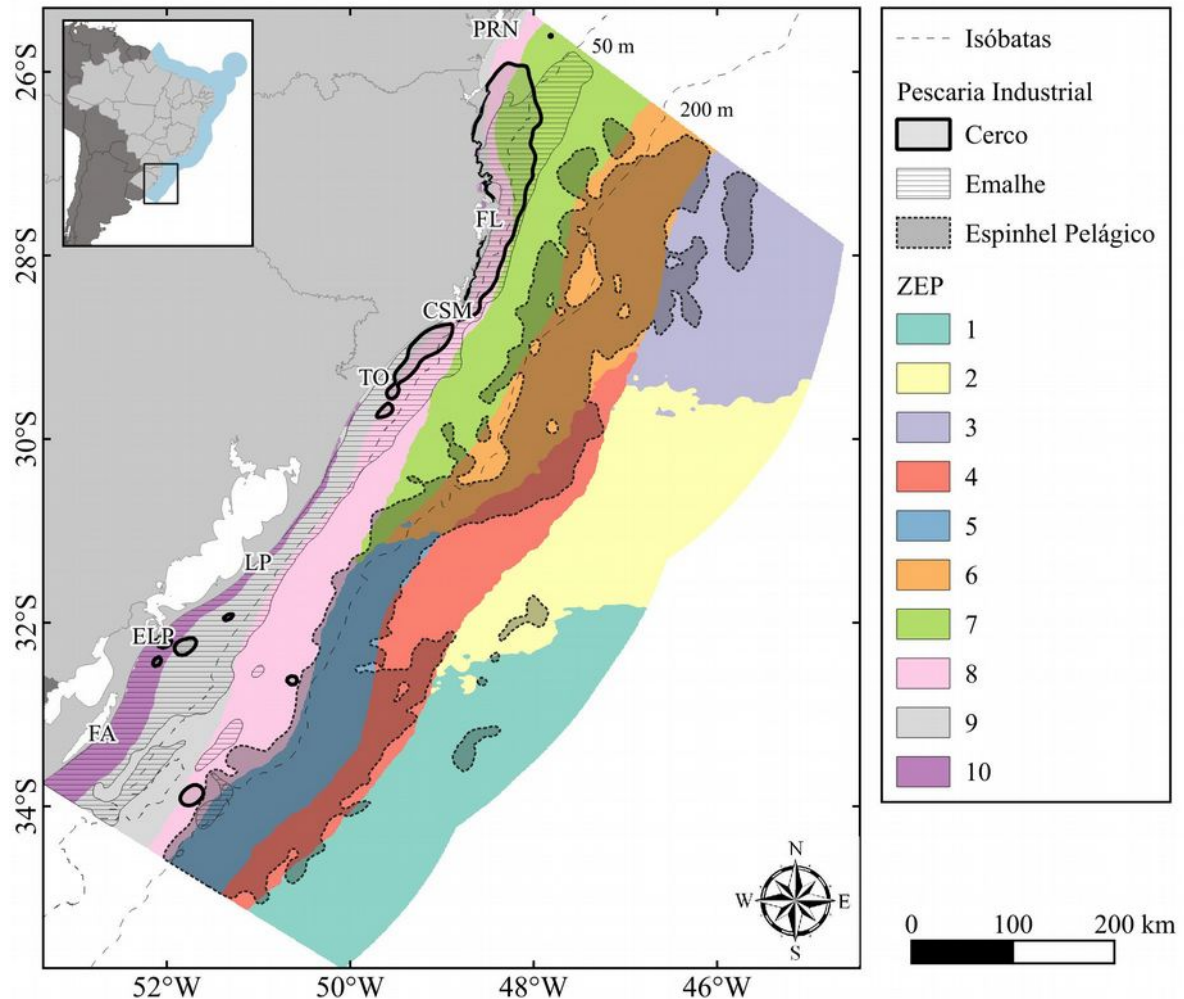 PRN
50 m
200 m
FL
CSM
TO
LP
ELP
FA
26°S
28°S
30°S
32°S
34°S
52°W
50°W
48°W
46°W
N
W
E
S
Isóbatas
Pescaria Industrial
Cerco
Emalhe
Espinhel Pelágico
ZEP
1
2
3
4
5
6
7
8
9
10
0 100 200 km